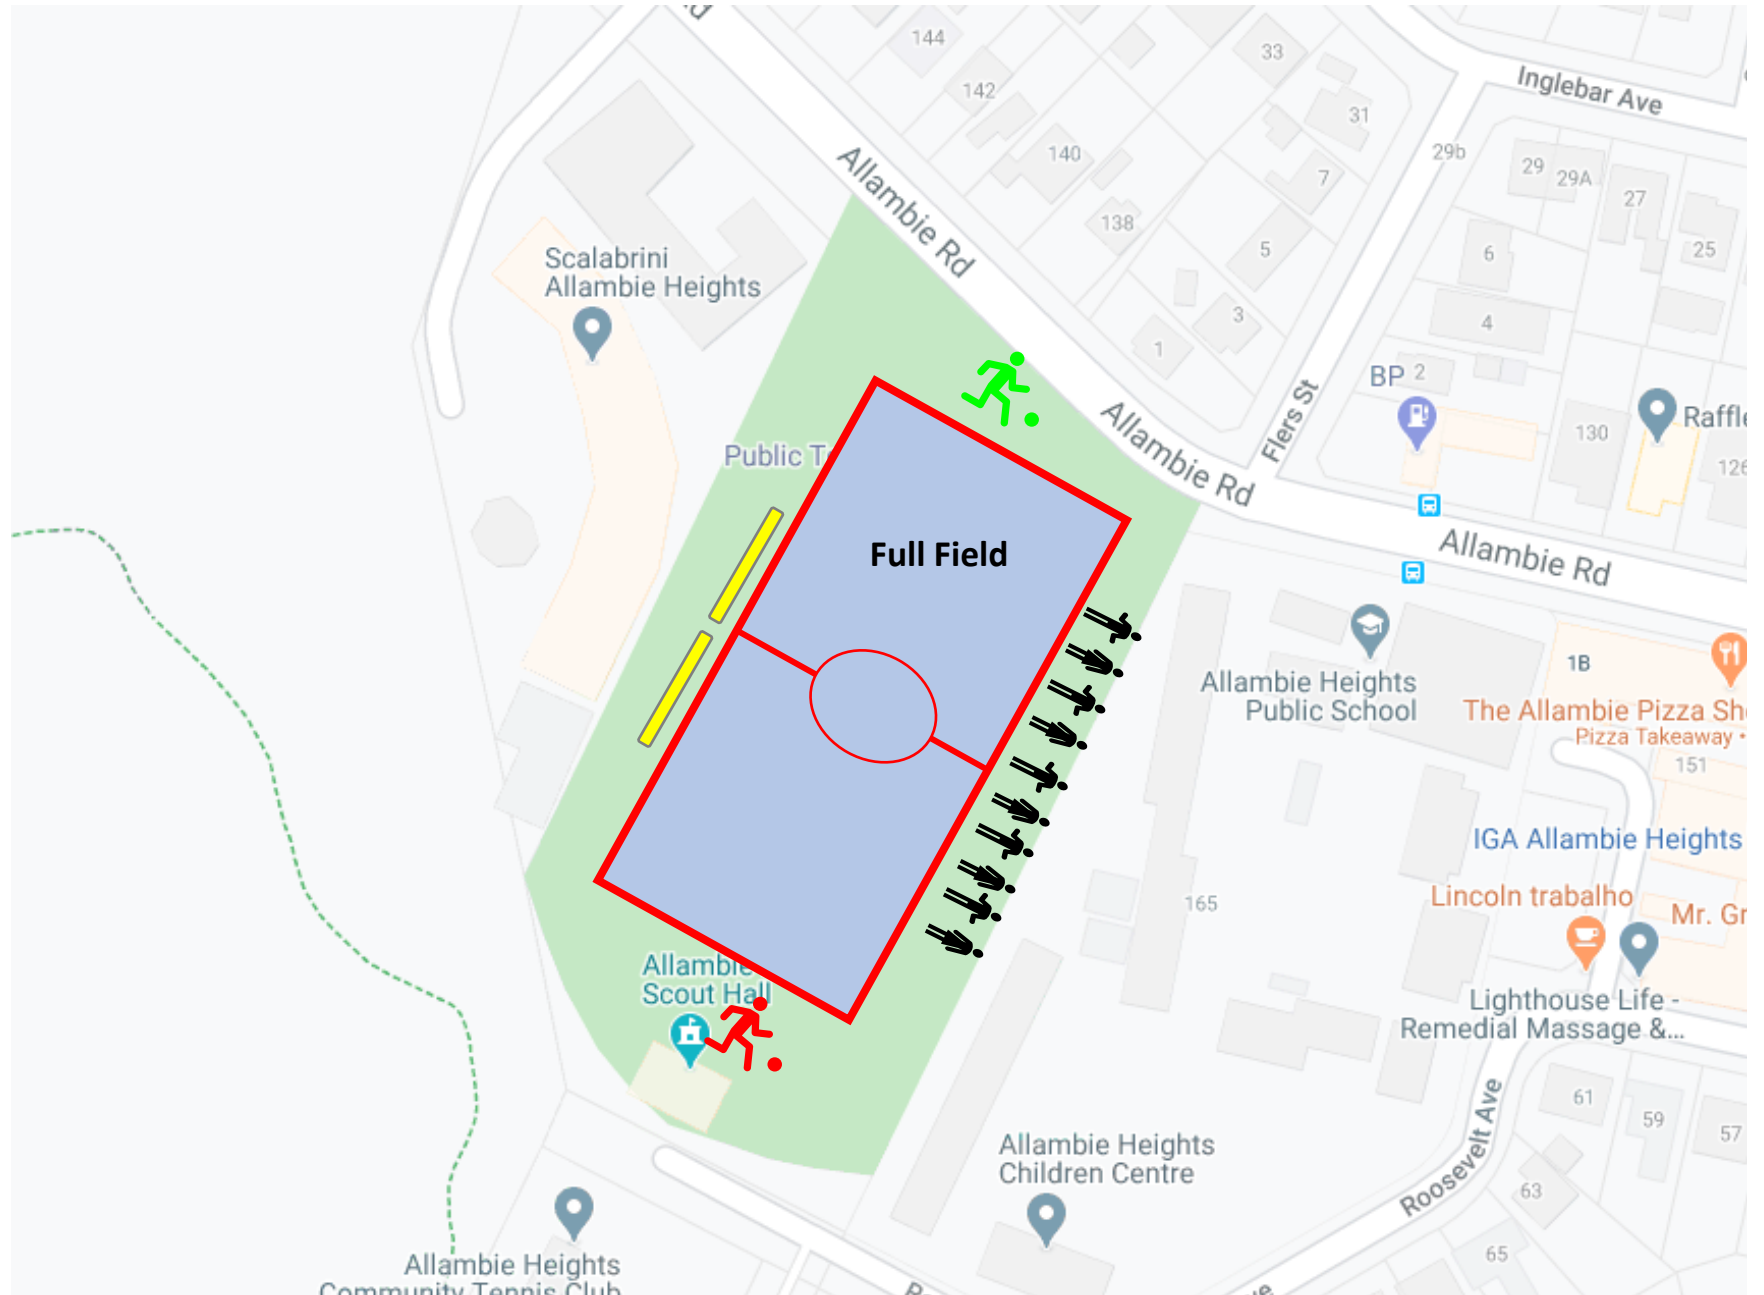 144
33
142
Inglebar Ave
31
140
29b
29
29A
7
27
Allambie Rd
138
5
6
25
Scalabrini
Allambie Heights
3
4
1
BP
2
Flers St
Allambie Rd
130
Public
126
Full Field
Allambie Rd
1B
Allambie Heights
Public School
The Allambie Pizza
Pizza Takeaway
151
IGA Allambie Heights
Lincoln trabalho
165
Mr.
Allambie
Scout Hall
Lighthouse Life -
Remedial Massage &...
Roosevelt Ave
61
59
57
Allambie Heights
Children Centre
63
65
Allambie Heights
Community Tennis Club